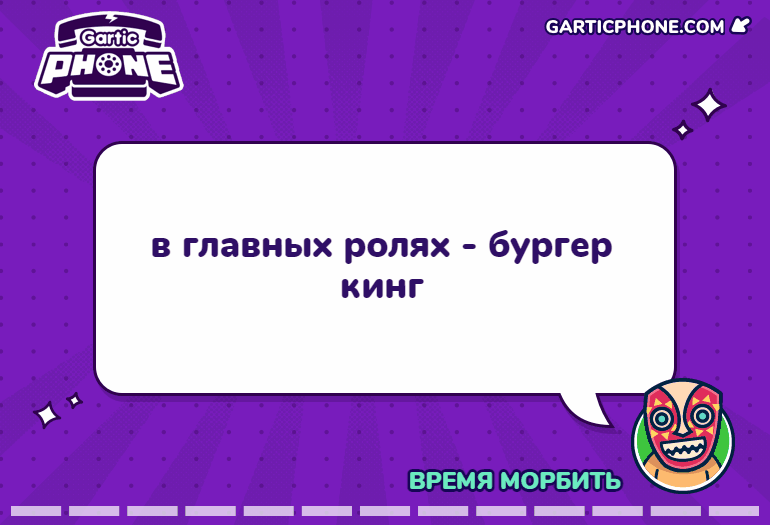 Gartic
PHONE
GARTICPHONE.COM
в главных ролях - бургер
кинг
ВРЕМЯ МОРБИТЬ